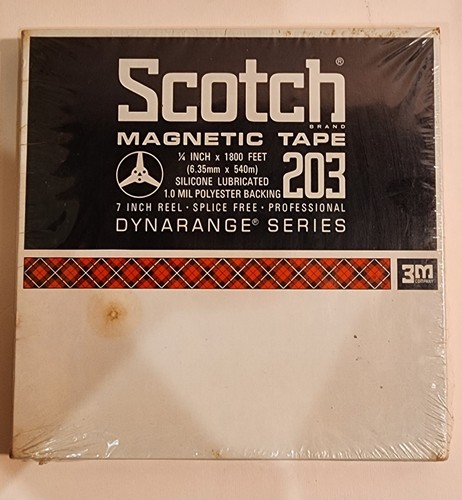 Scotch®
BRAND
MAGNETIC TAPE
¼ INCH x 1800 FEET
(6.35mm x 540m)
SILICONE LUBRICATED
1.0 MIL POLYESTER BACKING
203
7 INCH REEL · SPLICE FREE · PROFESSIONAL
DYNARANGE® SERIES
3m
COMPANY